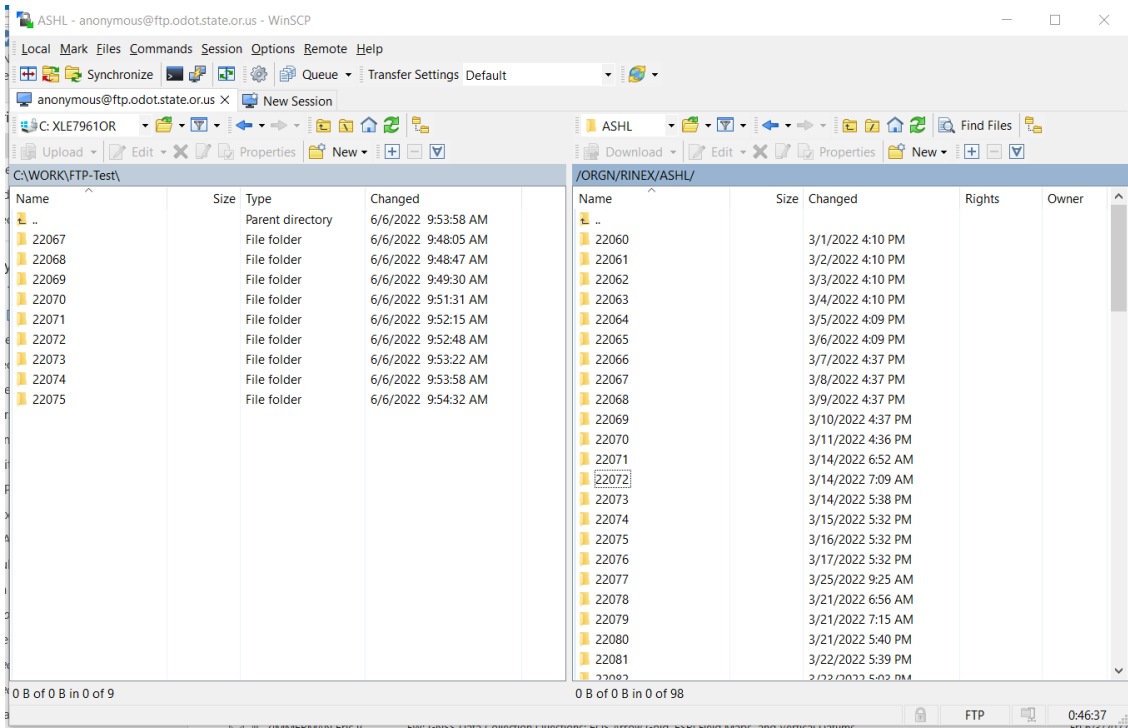 ASHL - anonymous@ftp.odot.state.or.us - WinSCP
Local Mark Files Commands Session Options Remote Help
Synchronize Queue Transfer Settings Default
anonymous@ftp.odot.state.or.us × New Session
C: XLE7961OR
ASHL Find Files
Upload Edit Properties New
Download Edit Properties New
C:\WORK\FTP-Test\
/ORGN/RINEX/ASHL/
Name Size Type Changed
.. Parent directory 6/6/2022 9:53:58 AM
22067 File folder 6/6/2022 9:48:05 AM
22068 File folder 6/6/2022 9:48:47 AM
22069 File folder 6/6/2022 9:49:30 AM
22070 File folder 6/6/2022 9:51:31 AM
22071 File folder 6/6/2022 9:52:15 AM
22072 File folder 6/6/2022 9:52:48 AM
22073 File folder 6/6/2022 9:53:22 AM
22074 File folder 6/6/2022 9:53:58 AM
22075 File folder 6/6/2022 9:54:32 AM
0 B of 0 B in 0 of 9
Name Size Changed Rights Owner
..
22060 3/1/2022 4:10 PM
22061 3/2/2022 4:10 PM
22062 3/3/2022 4:10 PM
22063 3/4/2022 4:10 PM
22064 3/5/2022 4:09 PM
22065 3/6/2022 4:09 PM
22066 3/7/2022 4:37 PM
22067 3/8/2022 4:37 PM
22068 3/9/2022 4:37 PM
22069 3/10/2022 4:37 PM
22070 3/11/2022 4:36 PM
22071 3/14/2022 6:52 AM
22072 3/14/2022 7:09 AM
22073 3/14/2022 5:38 PM
22074 3/15/2022 5:32 PM
22075 3/16/2022 5:32 PM
22076 3/17/2022 5:32 PM
22077 3/25/2022 9:25 AM
22078 3/21/2022 6:56 AM
22079 3/21/2022 7:15 AM
22080 3/21/2022 5:40 PM
22081 3/22/2022 5:39 PM
22082 3/23/2022 5:03 PM
0 B of 0 B in 0 of 98
FTP 0:46:37